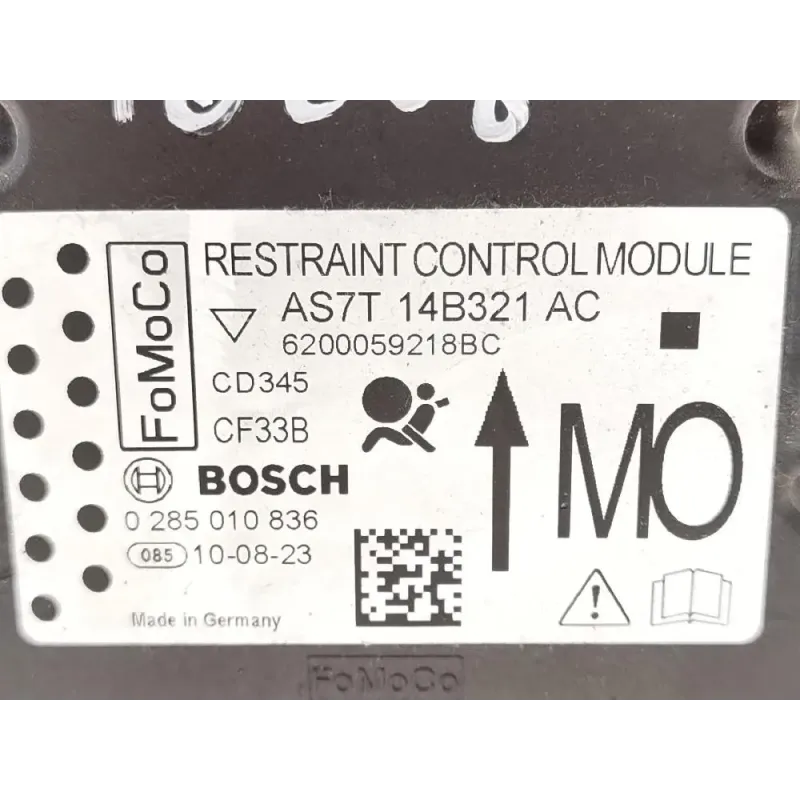 RESTRAINT CONTROL MODULE
FoMoCo
AS7T 14B321 AC
6200059218BC
CD345
CF33B
MO
BOSCH
0 285 010 836
085 10-08-23
Made in Germany
FoMoCo